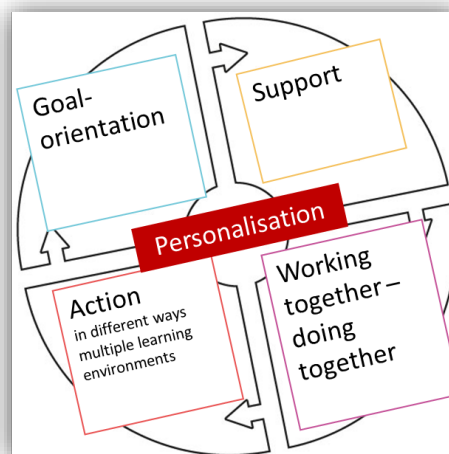 Goal-
orientation
Support
Personalisation
Action
in different ways
multiple learning
environments
Working
together –
doing
together